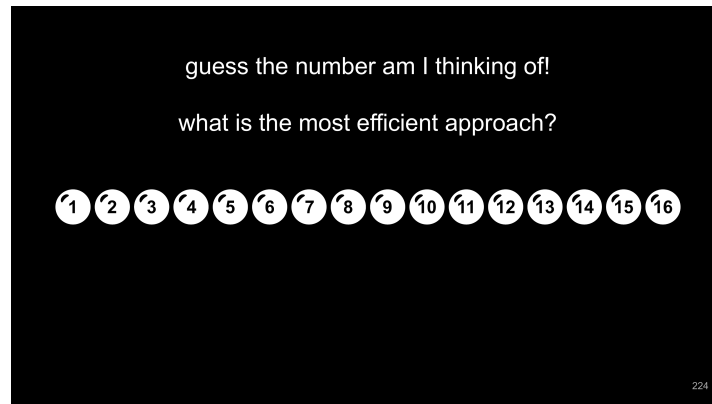 guess the number am I thinking of!
what is the most efficient approach?
1 2 3 4 5 6 7 8 9 10 11 12 13 14 15 16
224